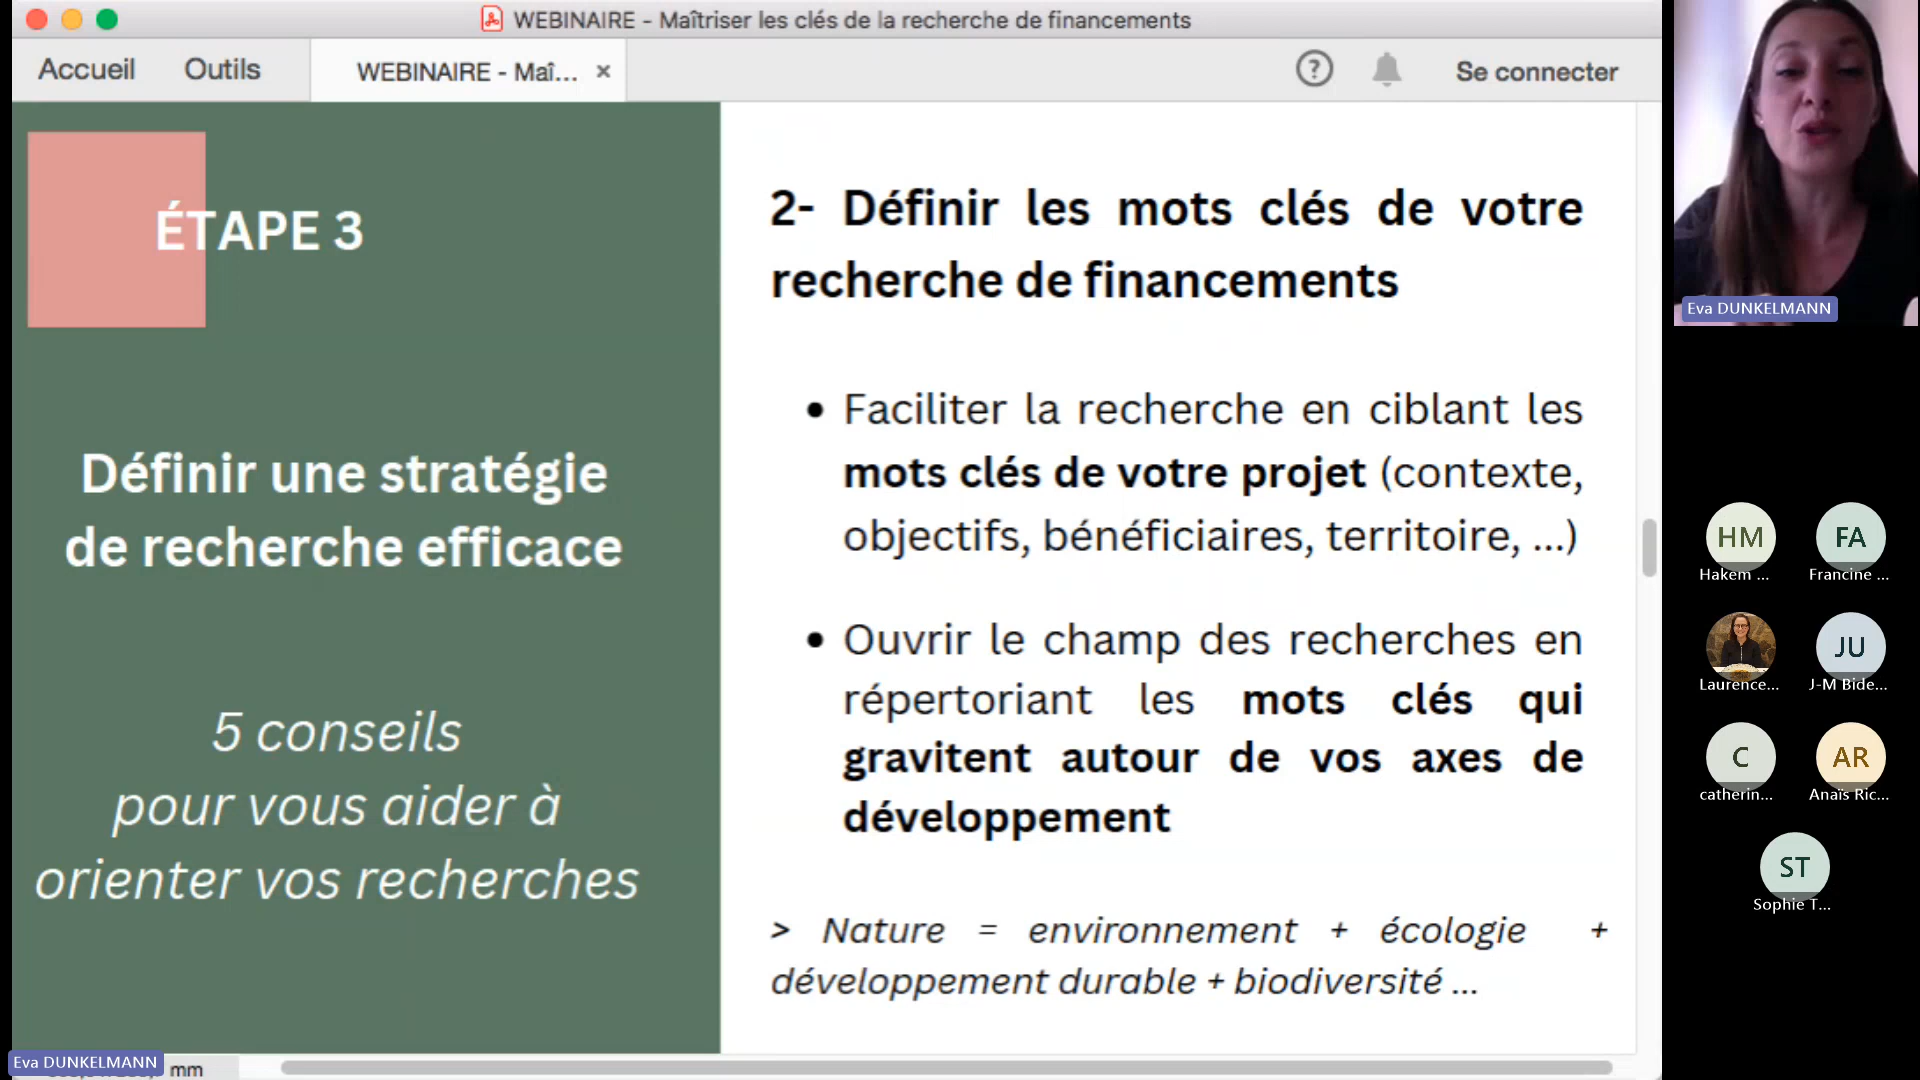 WEBINAIRE - Maîtriser les clés de la recherche de financements
Accueil
Outils
WEBINAIRE - Maî... ×
?
Se connecter
ÉTAPE 3
Définir une stratégie
de recherche efficace
5 conseils
pour vous aider à
orienter vos recherches
2- Définir les mots clés de votre
recherche de financements
• Faciliter la recherche en ciblant les
mots clés de votre projet (contexte,
objectifs, bénéficiaires, territoire, ...)
• Ouvrir le champ des recherches en
répertoriant les mots clés qui
gravitent autour de vos axes de
développement
> Nature = environnement + écologie +
développement durable + biodiversité ...
Eva DUNKELMANN
mm
Eva DUNKELMANN
HM
Hakem ...
FA
Francine ...
Laurence...
JU
J-M Bide...
C
catherin...
AR
Anaïs Ric...
ST
Sophie T...